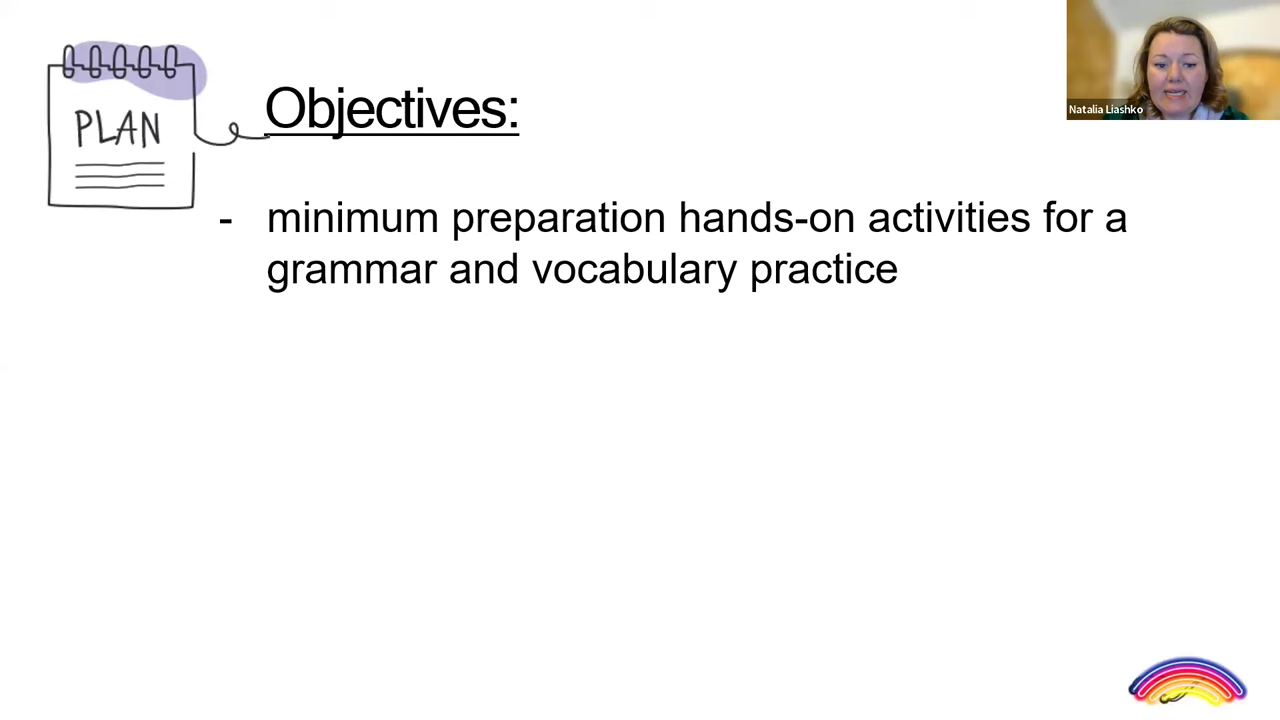 PLAN
Objectives:
- minimum preparation hands-on activities for a
grammar and vocabulary practice
Natalia Liashko